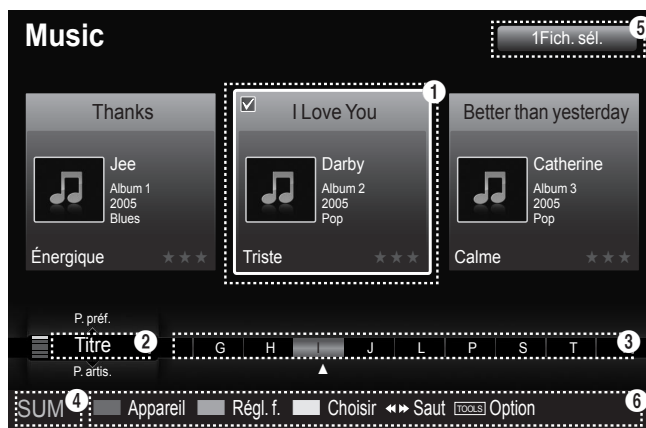 Music
1Fich. sél.
5
1
Thanks
Jee
Album 1
2005
Blues
Énergique
I Love You
Darby
Album 2
2005
Pop
Triste
Better than yesterday
Catherine
Album 3
2005
Pop
Calme
P. préf.
Titre
2
P. artis.
G H I J L P S T
3
SUM
4
Appareil Régl. f. Choisir Saut TOOLS Option
6